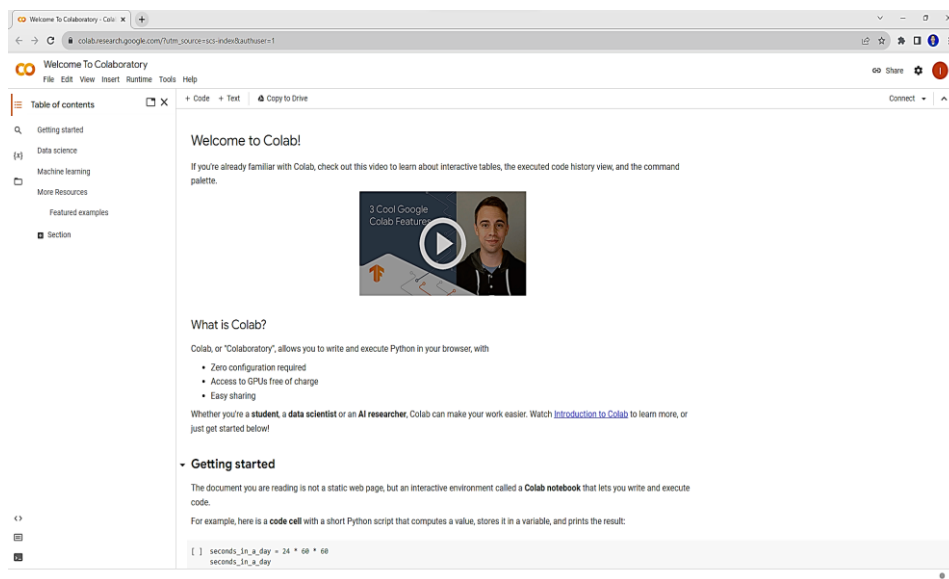 Welcome To Colaboratory - Cola
colab.research.google.com/?utm_source=scs-index&authuser=1
Welcome To Colaboratory
File Edit View Insert Runtime Tools Help
Share
I
Table of contents
+ Code + Text Copy to Drive
Connect
Getting started
Data science
Machine learning
More Resources
Featured examples
Section
Welcome to Colab!
If you're already familiar with Colab, check out this video to learn about interactive tables, the executed code history view, and the command
palette.
3 Cool Google
Colab Features
What is Colab?
Colab, or "Colaboratory", allows you to write and execute Python in your browser, with
• Zero configuration required
• Access to GPUs free of charge
• Easy sharing
Whether you're a student, a data scientist or an AI researcher, Colab can make your work easier. Watch Introduction to Colab to learn more, or
just get started below!
Getting started
The document you are reading is not a static web page, but an interactive environment called a Colab notebook that lets you write and execute
code.
For example, here is a code cell with a short Python script that computes a value, stores it in a variable, and prints the result:
[ ] seconds_in_a_day = 24 * 60 * 60
seconds_in_a_day